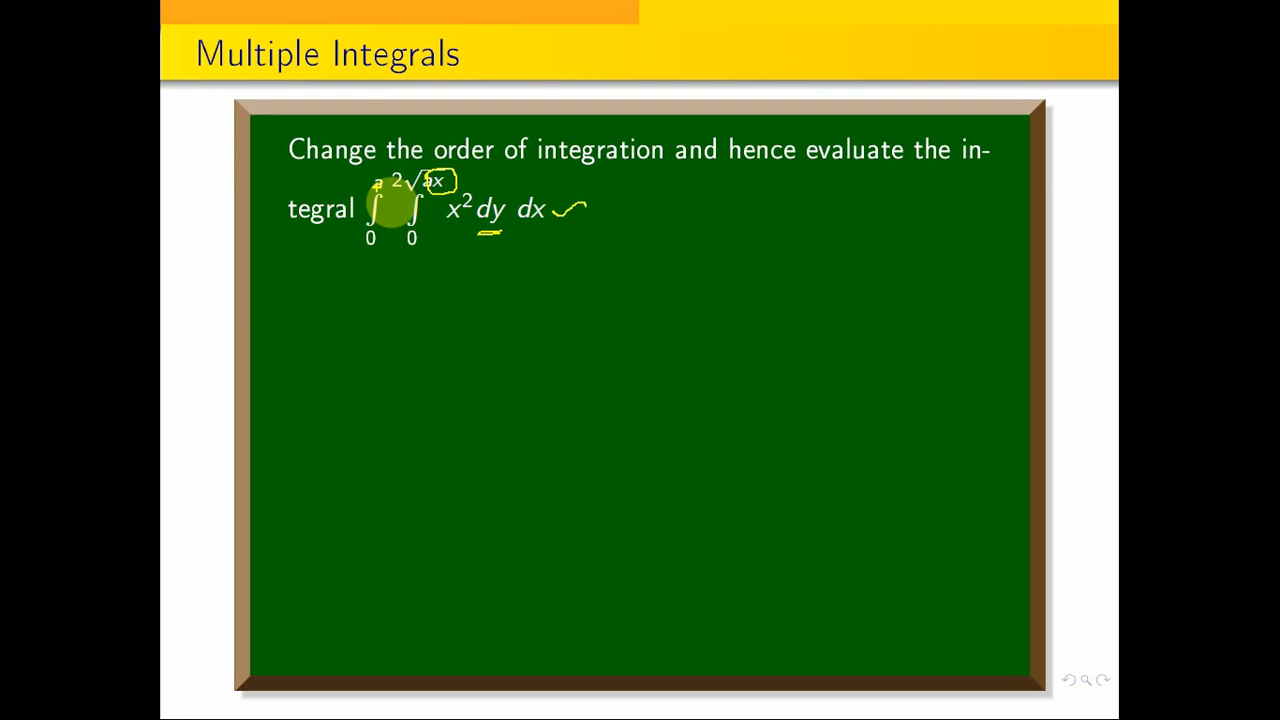 Multiple Integrals
Change the order of integration and hence evaluate the in-
tegral ∫₀ᵃ ∫₀^{2√ax} x² dy dx